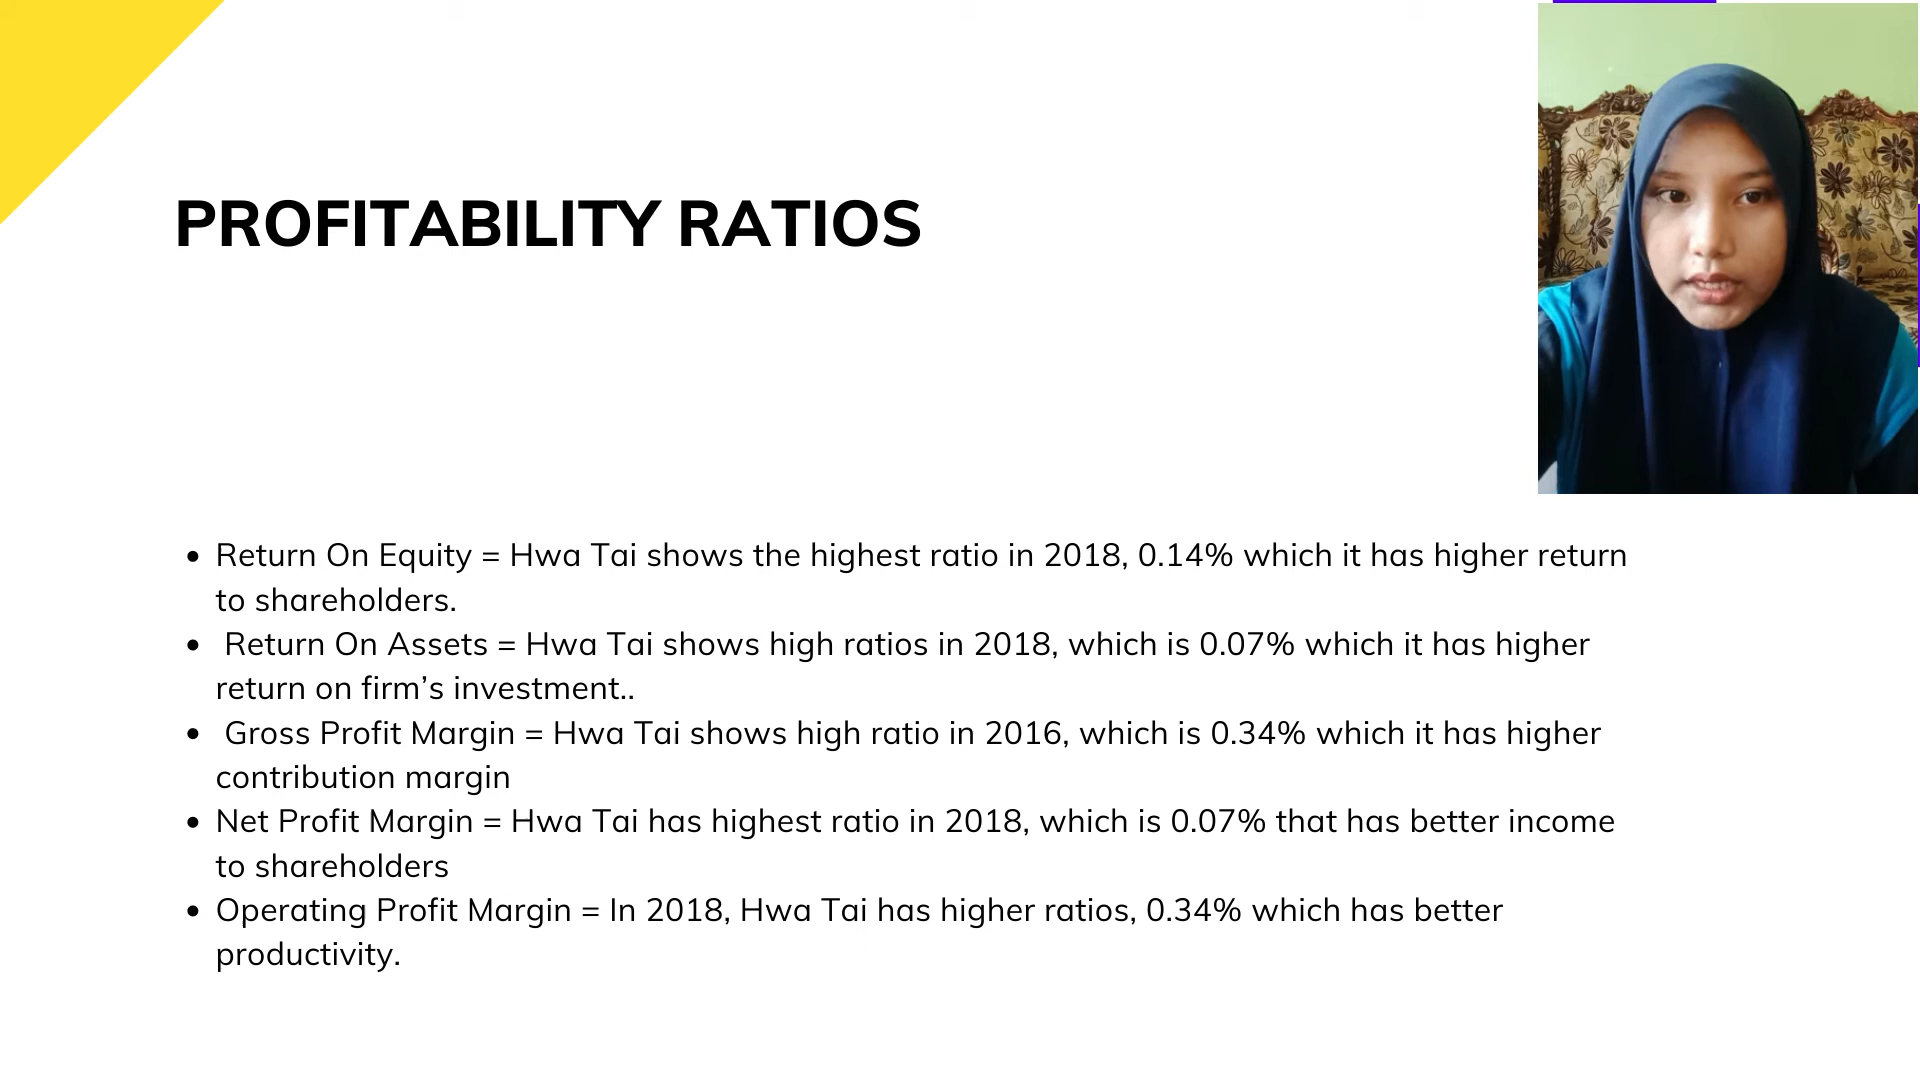 PROFITABILITY RATIOS
Return On Equity = Hwa Tai shows the highest ratio in 2018, 0.14% which it has higher return
to shareholders.
Return On Assets = Hwa Tai shows high ratios in 2018, which is 0.07% which it has higher
return on firm’s investment..
Gross Profit Margin = Hwa Tai shows high ratio in 2016, which is 0.34% which it has higher
contribution margin
Net Profit Margin = Hwa Tai has highest ratio in 2018, which is 0.07% that has better income
to shareholders
Operating Profit Margin = In 2018, Hwa Tai has higher ratios, 0.34% which has better
productivity.